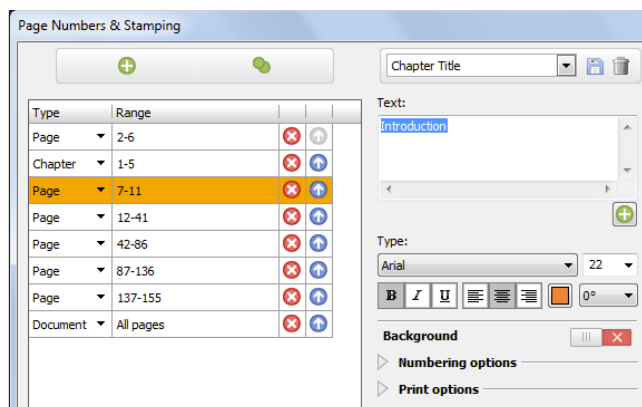 Page Numbers & Stamping
Chapter Title
Type Range
Page 2-6
Chapter 1-5
Page 7-11
Page 12-41
Page 42-86
Page 87-136
Page 137-155
Document All pages
Text:
Introduction
Type:
Arial 22
B I U 0°
Background
Numbering options
Print options